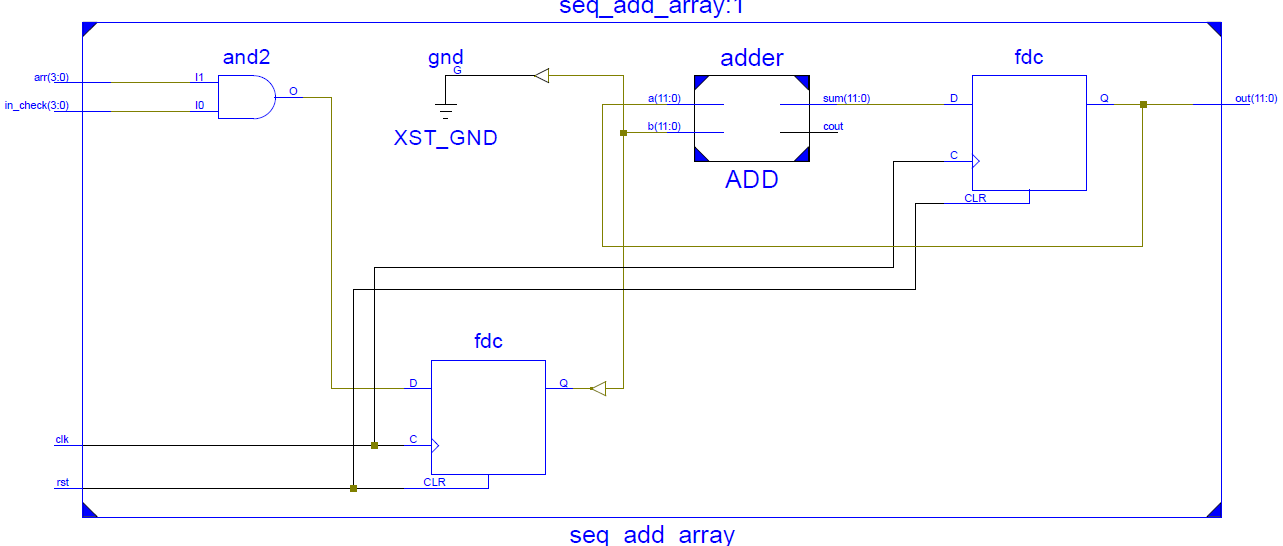 seq_add_array:1
and2
gnd
adder
fdc
arr(3:0)
I1
G
in_check(3:0)
I0
O
a(11:0)
sum(11:0)
D
Q
out(11:0)
b(11:0)
cout
XST_GND
C
ADD
CLR
fdc
D
Q
clk
C
rst
CLR
seq_add_array